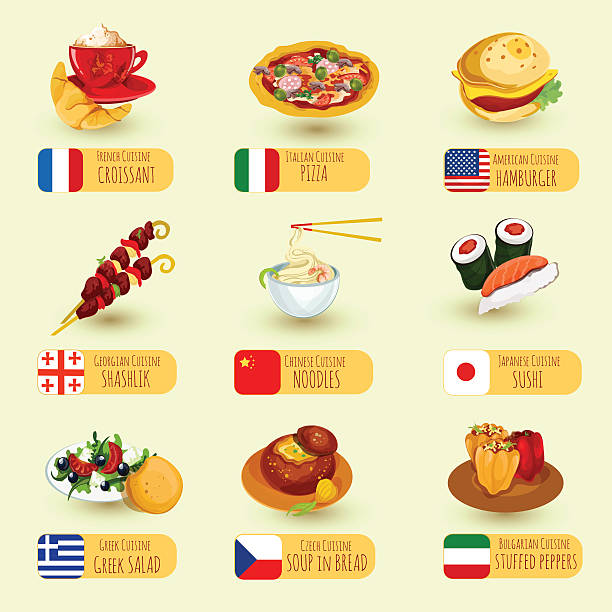 French Cuisine
Croissant
Italian Cuisine
Pizza
American Cuisine
Hamburger
Georgian Cuisine
Shashlik
Chinese Cuisine
Noodles
Japanese Cuisine
Sushi
Greek Cuisine
Greek Salad
Czech Cuisine
Soup in Bread
Bulgarian Cuisine
Stuffed Peppers